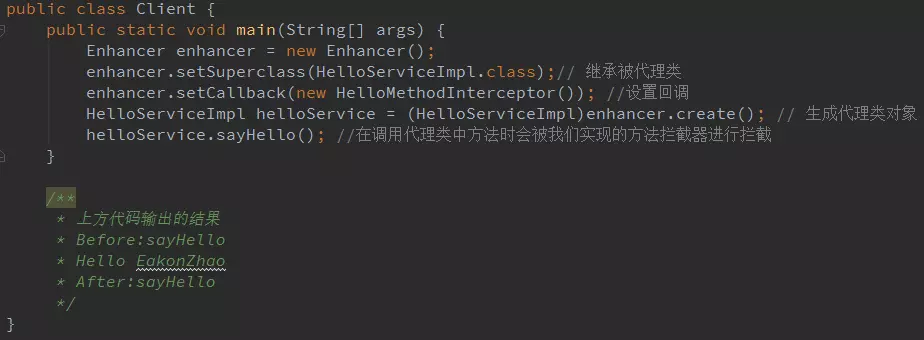 public class Client {
    public static void main(String[] args) {
        Enhancer enhancer = new Enhancer();
        enhancer.setSuperclass(HelloServiceImpl.class);// 继承被代理类
        enhancer.setCallback(new HelloMethodInterceptor()); //设置回调
        HelloServiceImpl helloService = (HelloServiceImpl)enhancer.create(); // 生成代理类对象
        helloService.sayHello(); //在调用代理类中方法时会被我们实现的方法拦截器进行拦截
    }
    /**
     * 上方代码输出的结果
     * Before:sayHello
     * Hello EakonZhao
     * After:sayHello
     */
}